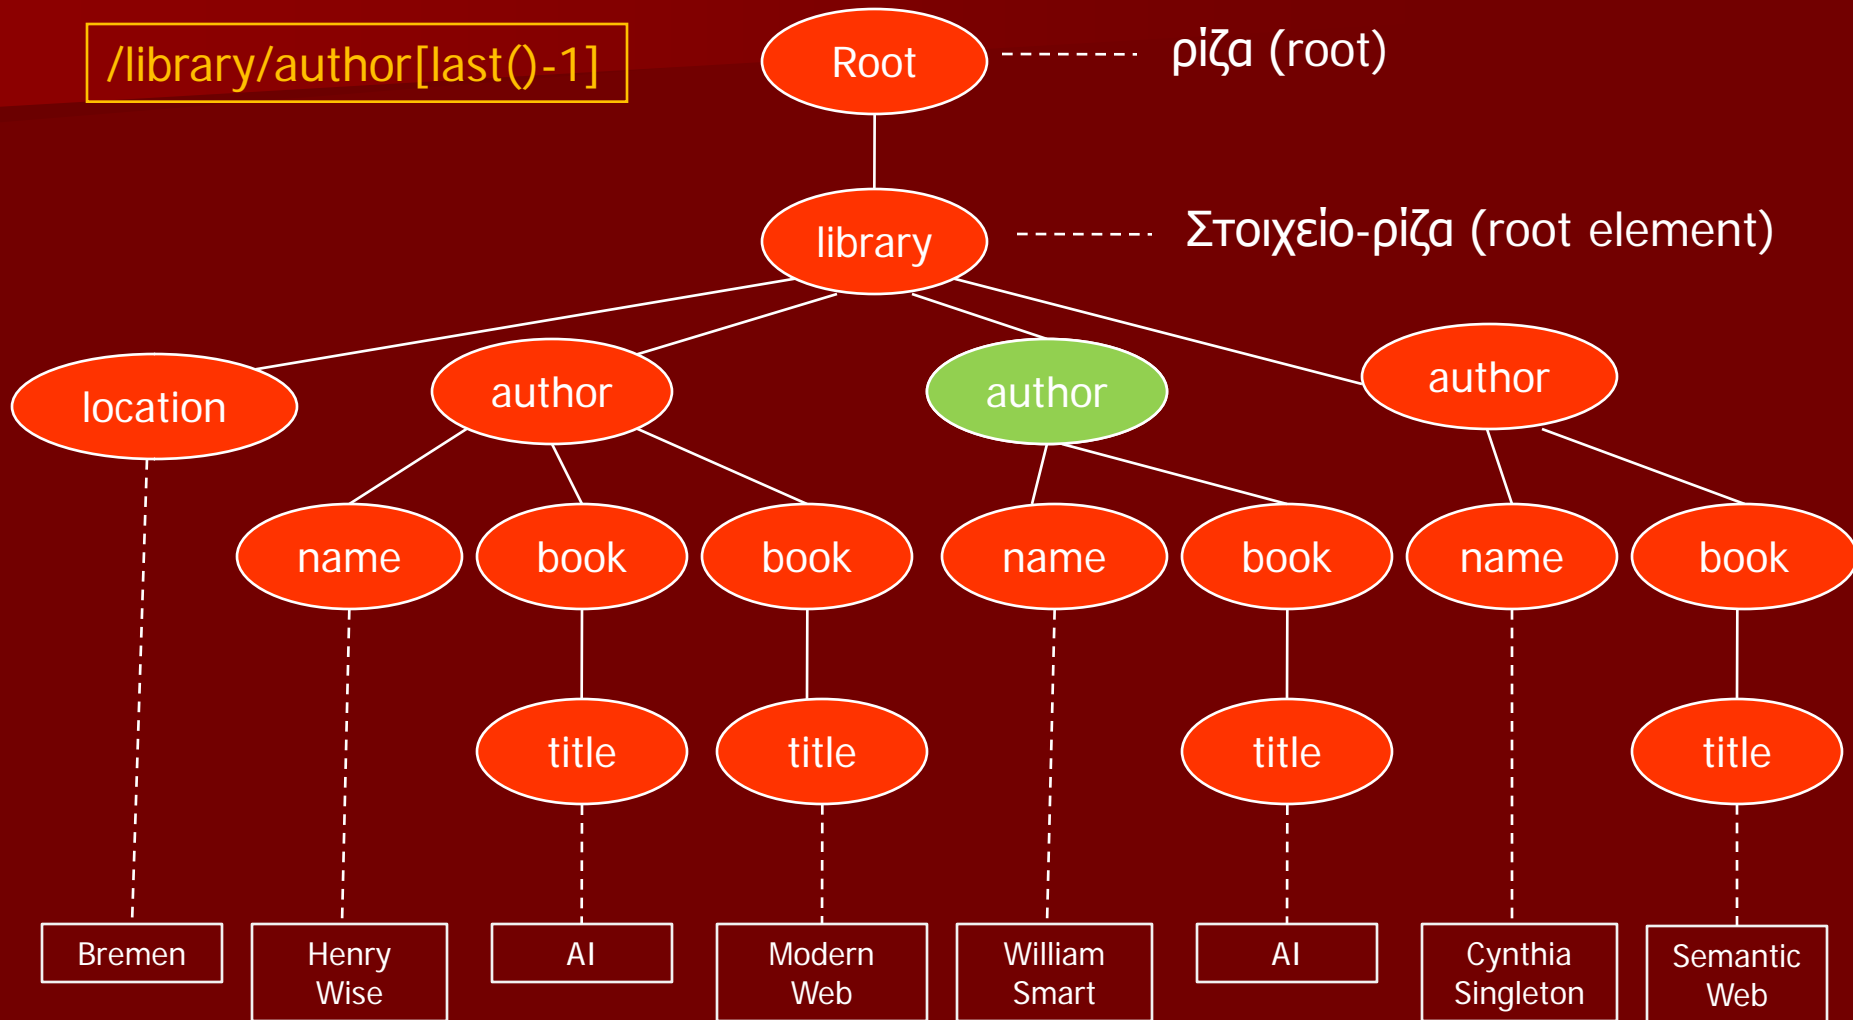 /library/author[last()-1]
Root
ρίζα (root)
library
Στοιχείο-ρίζα (root element)
location
author
author
author
name
book
book
name
book
name
book
title
title
title
title
Bremen
Henry
Wise
AI
Modern
Web
William
Smart
AI
Cynthia
Singleton
Semantic
Web